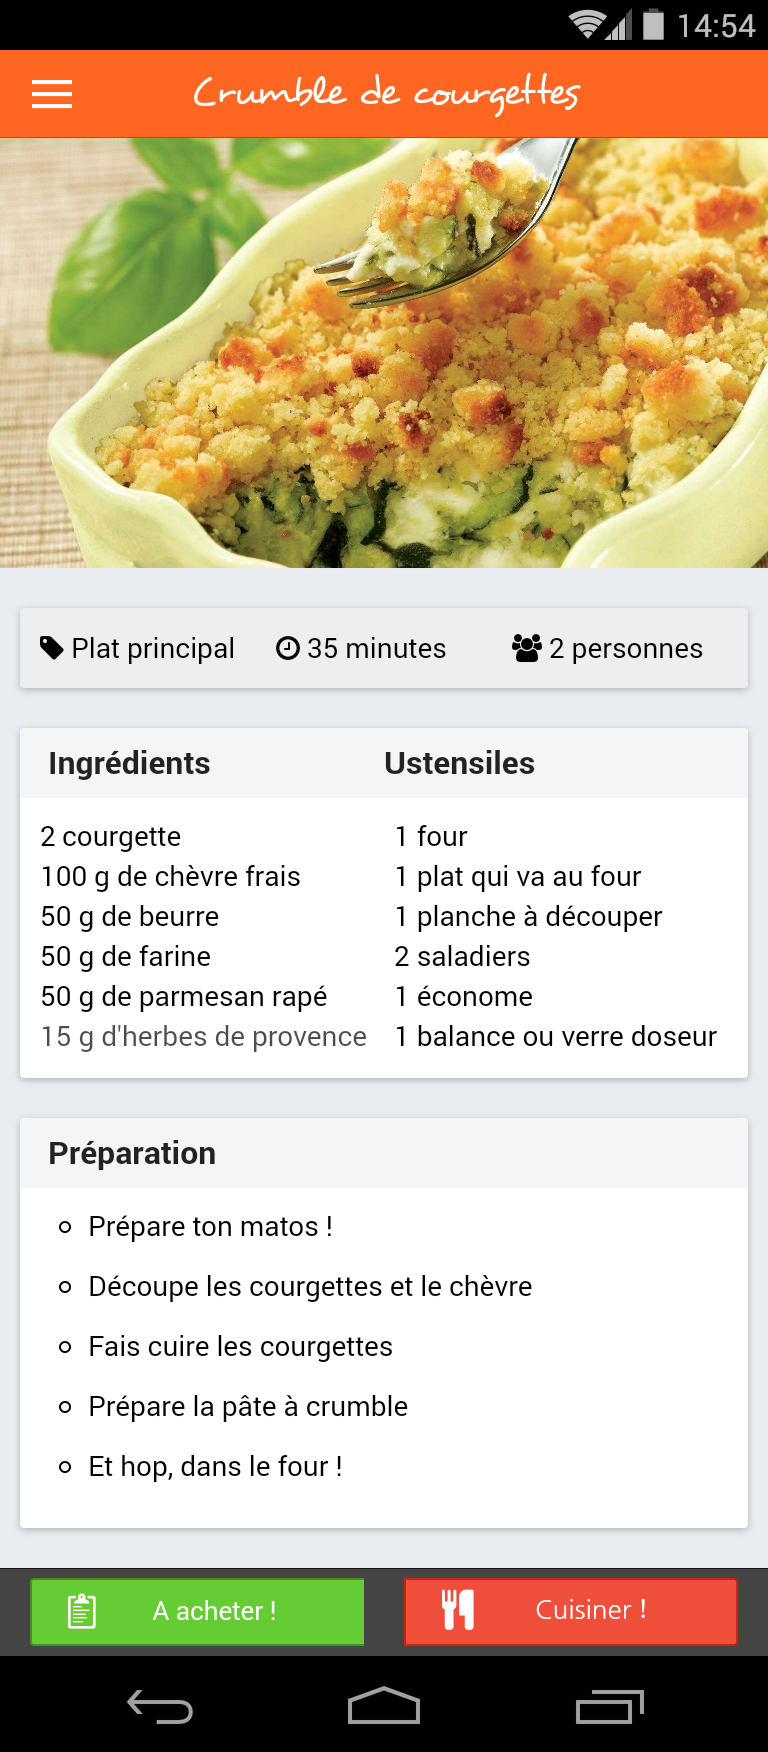 14:54
Crumble de courgettes
Plat principal 35 minutes 2 personnes
Ingrédients Ustensiles
2 courgette 1 four
100 g de chèvre frais 1 plat qui va au four
50 g de beurre 1 planche à découper
50 g de farine 2 saladiers
50 g de parmesan rapé 1 économe
15 g d'herbes de provence 1 balance ou verre doseur
Préparation
Prépare ton matos !
Découpe les courgettes et le chèvre
Fais cuire les courgettes
Prépare la pâte à crumble
Et hop, dans le four !
A acheter ! Cuisiner !